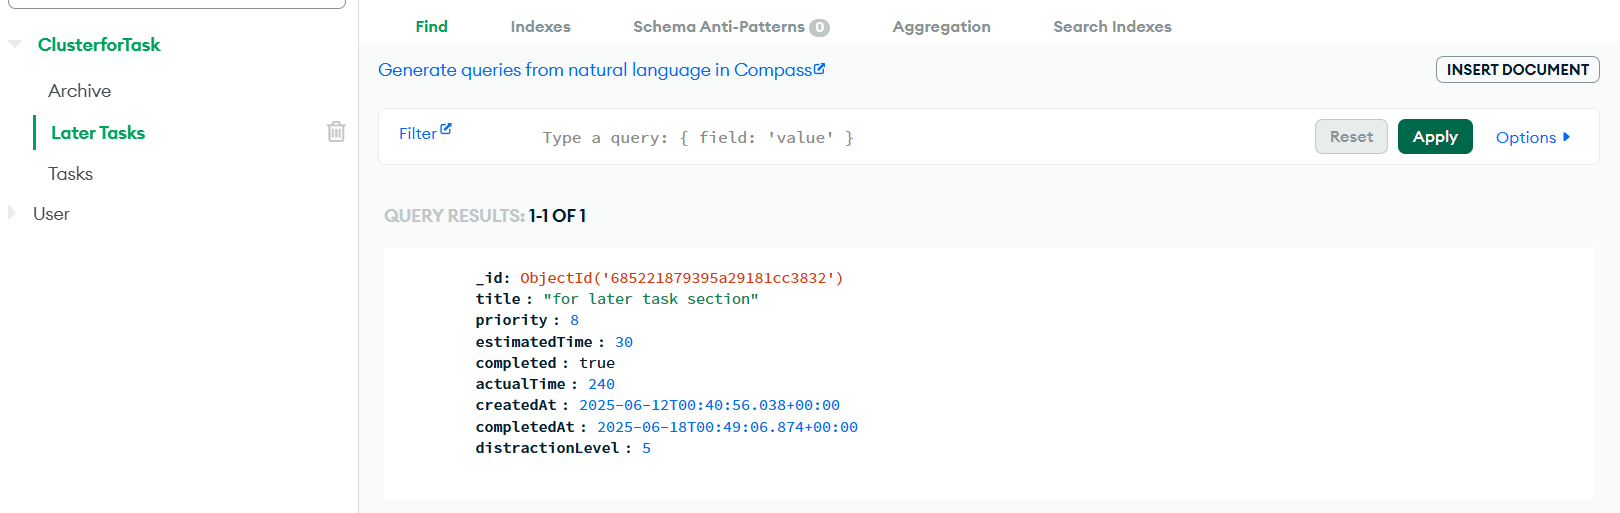 ClusterforTask
Archive
Later Tasks
Tasks
User
Find Indexes Schema Anti-Patterns 0 Aggregation Search Indexes
Generate queries from natural language in Compass
INSERT DOCUMENT
Filter Type a query: { field: 'value' } Reset Apply Options
QUERY RESULTS: 1-1 OF 1
_id: ObjectId('685221879395a29181cc3832')
title : "for later task section"
priority : 8
estimatedTime : 30
completed : true
actualTime : 240
createdAt : 2025-06-12T00:40:56.038+00:00
completedAt : 2025-06-18T00:49:06.874+00:00
distractionLevel : 5